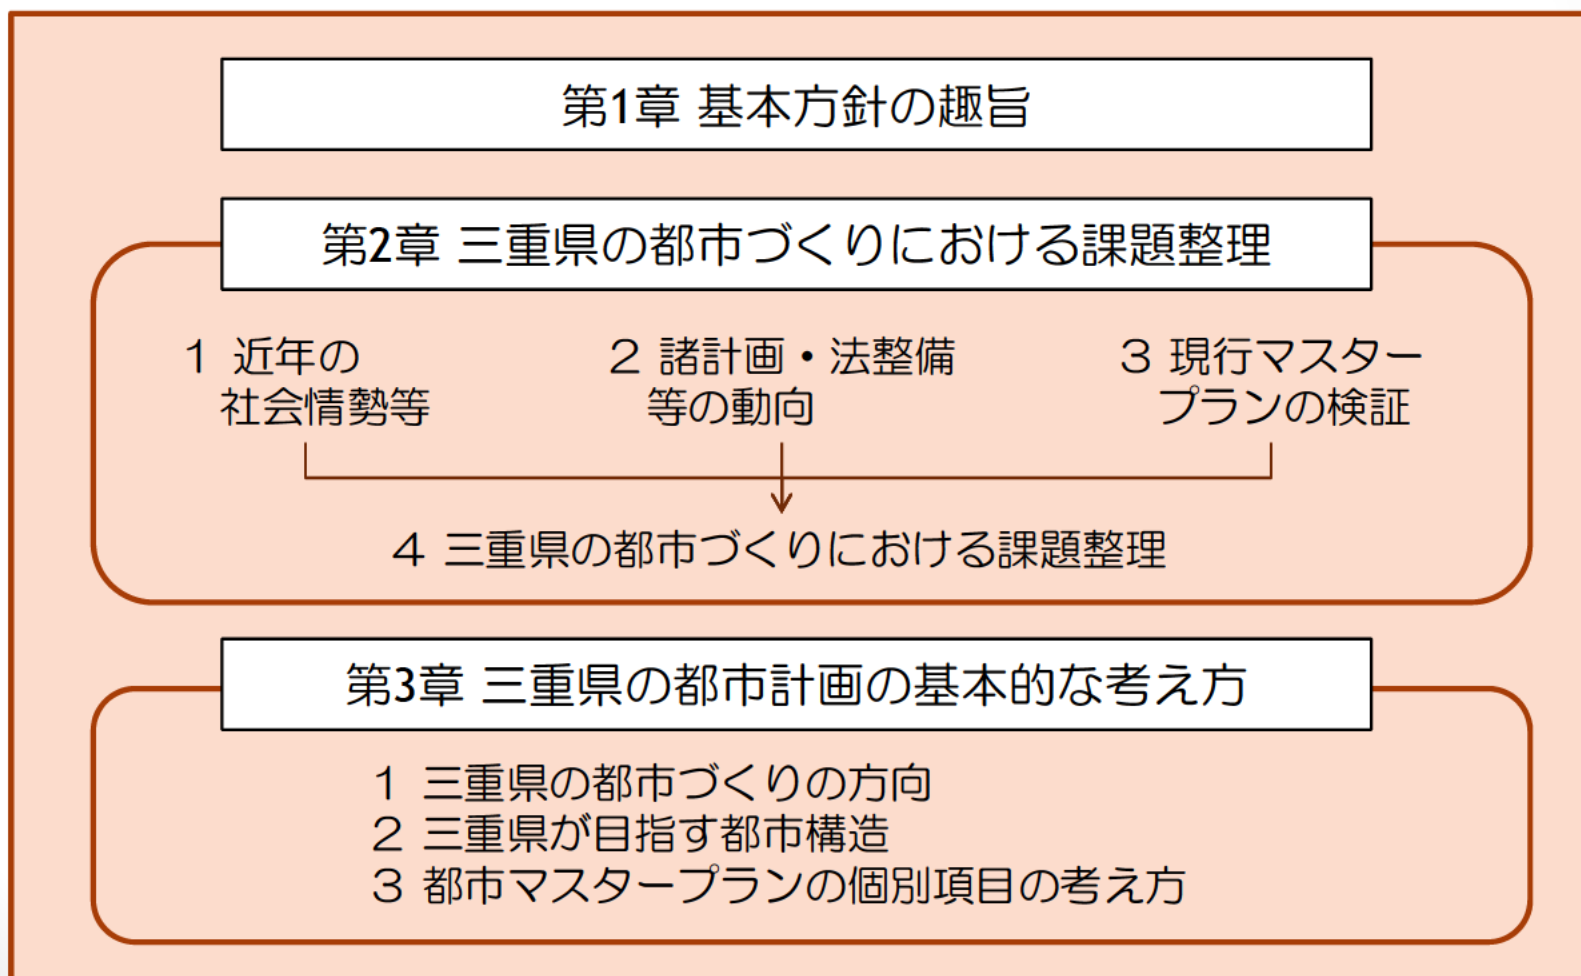 第1章 基本方針の趣旨
第2章 三重県の都市づくりにおける課題整理
１ 近年の
社会情勢等
２ 諸計画・法整備
等の動向
３ 現行マスター
プランの検証
４ 三重県の都市づくりにおける課題整理
第3章 三重県の都市計画の基本的な考え方
１ 三重県の都市づくりの方向
２ 三重県が目指す都市構造
３ 都市マスタープランの個別項目の考え方